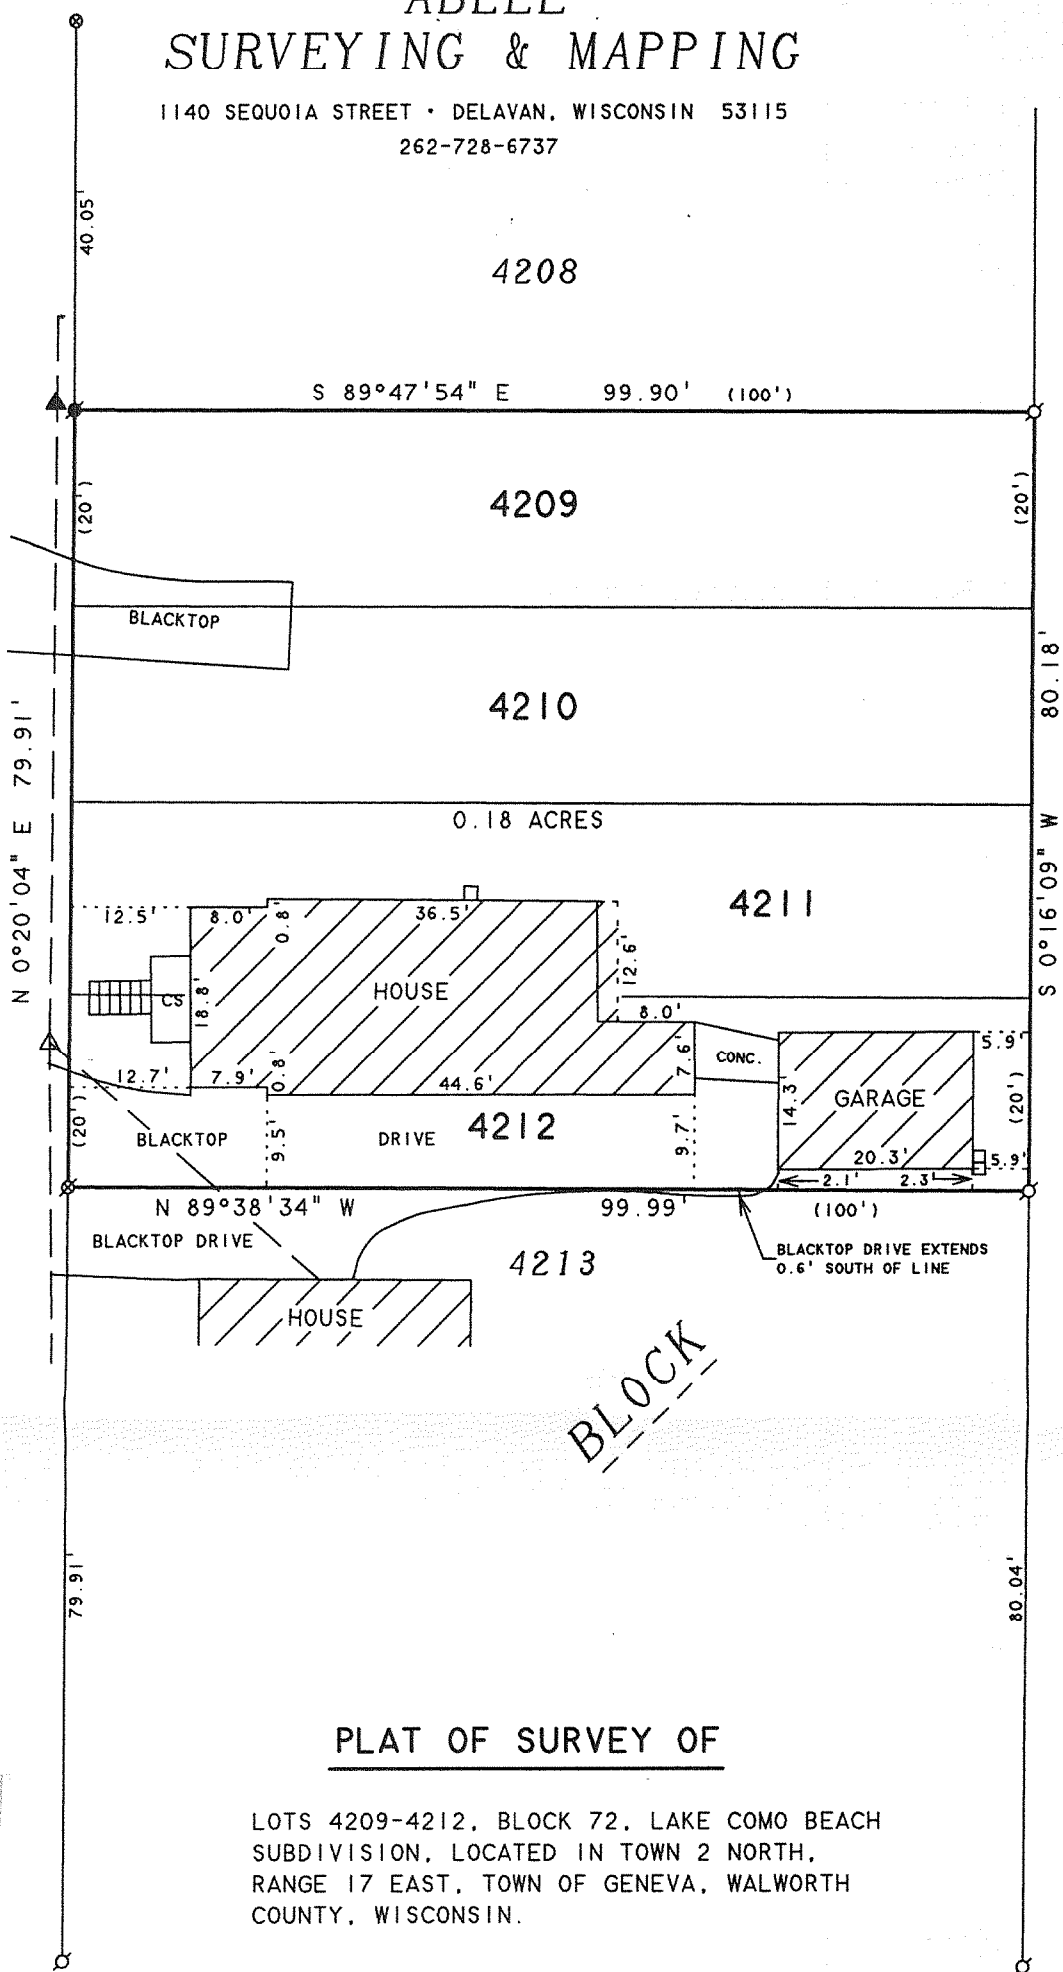 ABELL
SURVEYING & MAPPING
1140 SEQUOIA STREET · DELAVAN, WISCONSIN 53115
262-728-6737
40.05'
4208
S 89°47'54" E 99.90' (100')
(20')
4209
(20')
BLACKTOP
4210
80.18'
N 0°20'04" E 79.91'
0.18 ACRES
S 0°16'09" W
4211
12.5' 8.0' 0.8' 36.5'
12.6'
HOUSE
CS
18.8'
8.0'
5.9'
7.6'
CONC.
12.7' 7.9' 0.8' 44.6'
14.3'
GARAGE
(20')
(20')
BLACKTOP
9.5'
DRIVE
4212
9.7'
20.3'
5.9'
2.1' 2.3'
N 89°38'34" W 99.99' (100')
BLACKTOP DRIVE
4213
BLACKTOP DRIVE EXTENDS
0.6' SOUTH OF LINE
HOUSE
BLOCK
79.91'
80.04'
PLAT OF SURVEY OF
LOTS 4209-4212, BLOCK 72, LAKE COMO BEACH
SUBDIVISION, LOCATED IN TOWN 2 NORTH,
RANGE 17 EAST, TOWN OF GENEVA, WALWORTH
COUNTY, WISCONSIN.